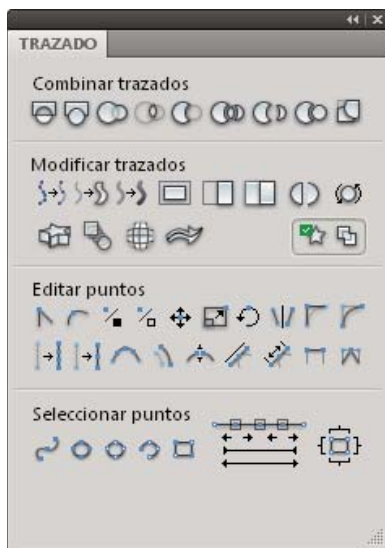 TRAZADO
Combinar trazados
Modificar trazados
Editar puntos
Seleccionar puntos